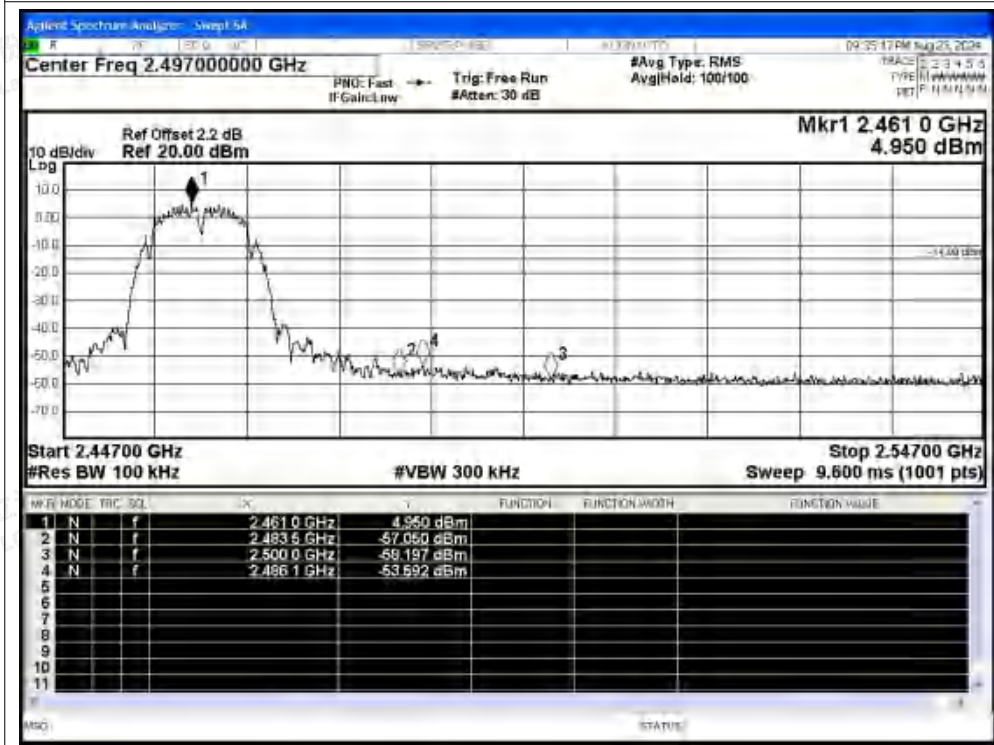 Agilent Spectrum Analyzer - Swept SA
09:35:17 PM Aug 23, 2024
Center Freq 2.497000000 GHz
PNO: Fast
IFGain:Low
Trig: Free Run
#Atten: 30 dB
#Avg Type: RMS
Avg|Hold: 100/100
TRACE 1 2 3 4 5 6
TYPE M W W W W W
DET P N N N N N
Ref Offset 2.2 dB
Ref 20.00 dBm
10 dB/div
Log
Mkr1 2.461 0 GHz
4.950 dBm
10.0
0.00
-10.0
-20.0
-30.0
-40.0
-50.0
-60.0
-70.0
1
2
4
3
Start 2.44700 GHz
Stop 2.54700 GHz
#Res BW 100 kHz
#VBW 300 kHz
Sweep 9.600 ms (1001 pts)
MKR MODE TRC SCL X Y FUNCTION FUNCTION WIDTH FUNCTION VALUE
1 N f 2.461 0 GHz 4.950 dBm
2 N f 2.483 5 GHz -57.050 dBm
3 N f 2.500 0 GHz -58.197 dBm
4 N f 2.486 1 GHz -53.592 dBm
5
6
7
8
9
10
11
MSG
STATUS